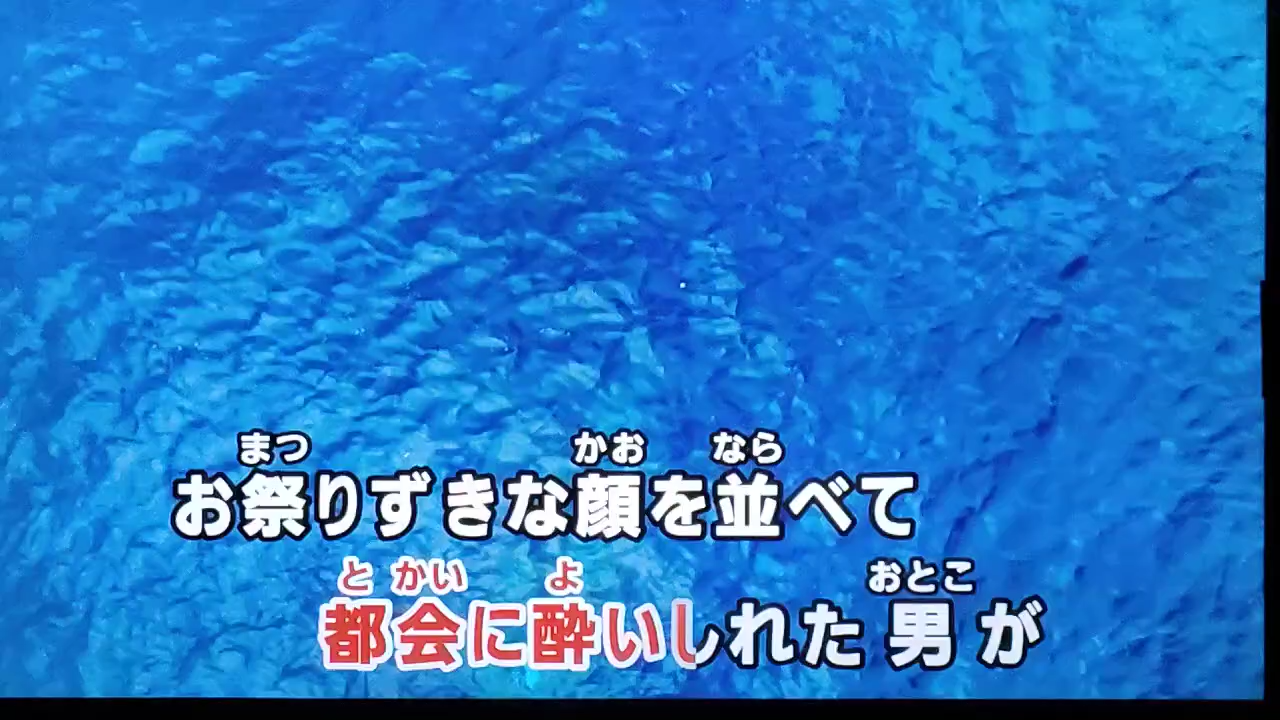 まつ かお なら
お祭りずきな顔を並べて
と かい よ おとこ
都会に酔いしれた 男 が